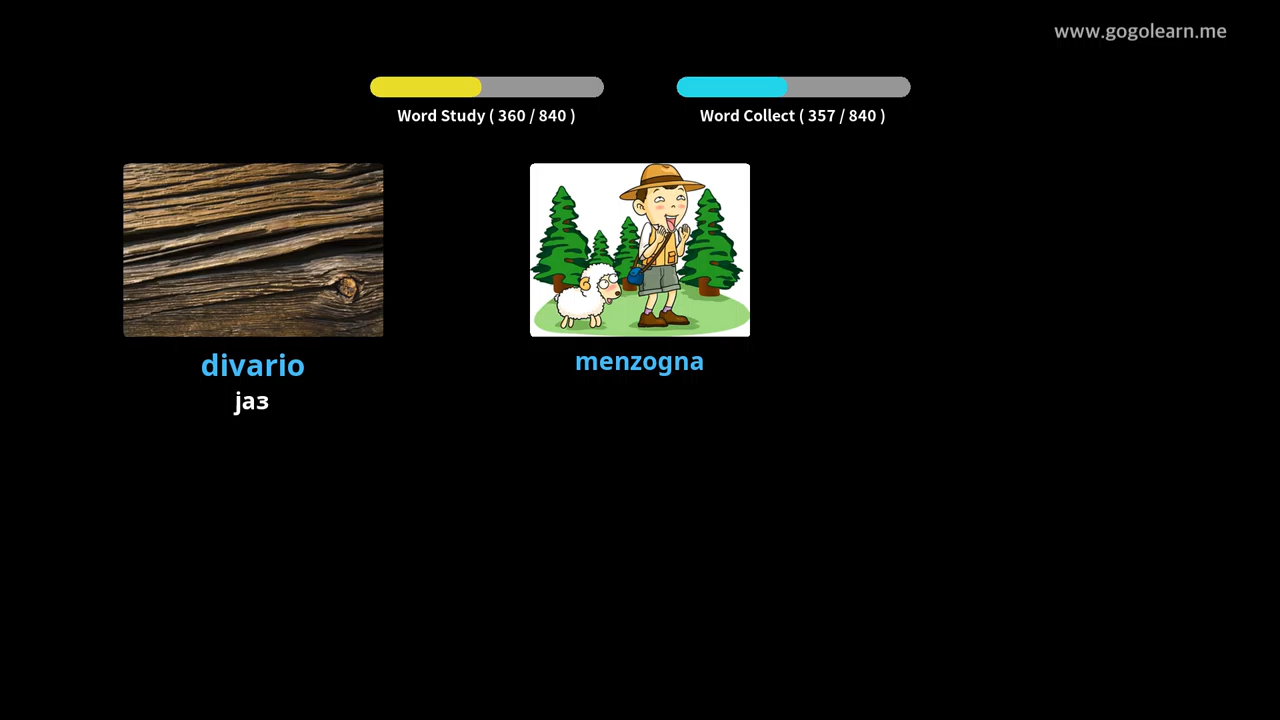 www.gogolearn.me
Word Study ( 360 / 840 )
Word Collect ( 357 / 840 )
divario
јаз
menzogna